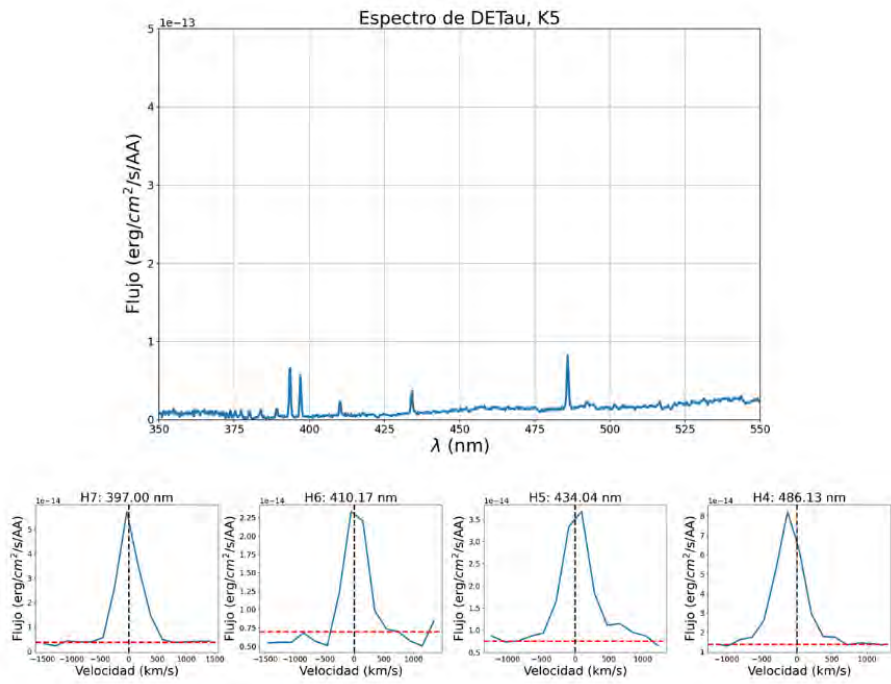 Espectro de DETau, K5
1e-13
Flujo (erg/cm²/s/AA)
5
4
3
2
1
0
350 375 400 425 450 475 500 525 550
λ (nm)
H7: 397.00 nm
1e-14
Flujo (erg/cm²/s/AA)
5
4
3
2
1
0
-1500 -1000 -500 0 500 1000 1500
Velocidad (km/s)
H6: 410.17 nm
1e-14
Flujo (erg/cm²/s/AA)
2.25
2.00
1.75
1.50
1.25
1.00
0.75
0.50
-1000 -500 0 500 1000
Velocidad (km/s)
H5: 434.04 nm
1e-14
Flujo (erg/cm²/s/AA)
3.5
3.0
2.5
2.0
1.5
1.0
-1000 -500 0 500 1000
Velocidad (km/s)
H4: 486.13 nm
1e-14
Flujo (erg/cm²/s/AA)
8
7
6
5
4
3
2
1
-1000 -500 0 500 1000
Velocidad (km/s)